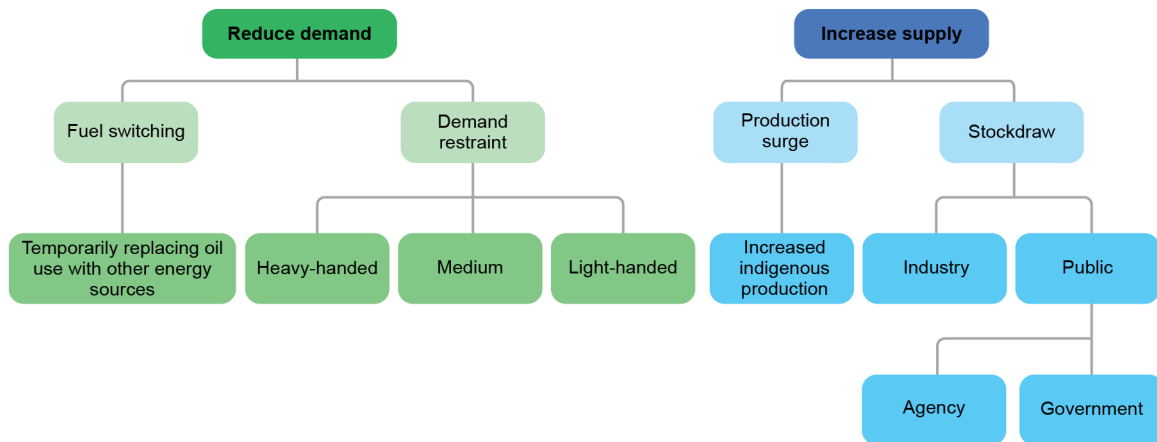 Reduce demand
Increase supply
Fuel switching
Demand
restraint
Production
surge
Stockdraw
Temporarily replacing oil
use with other energy
sources
Heavy-handed
Medium
Light-handed
Increased
indigenous
production
Industry
Public
Agency
Government